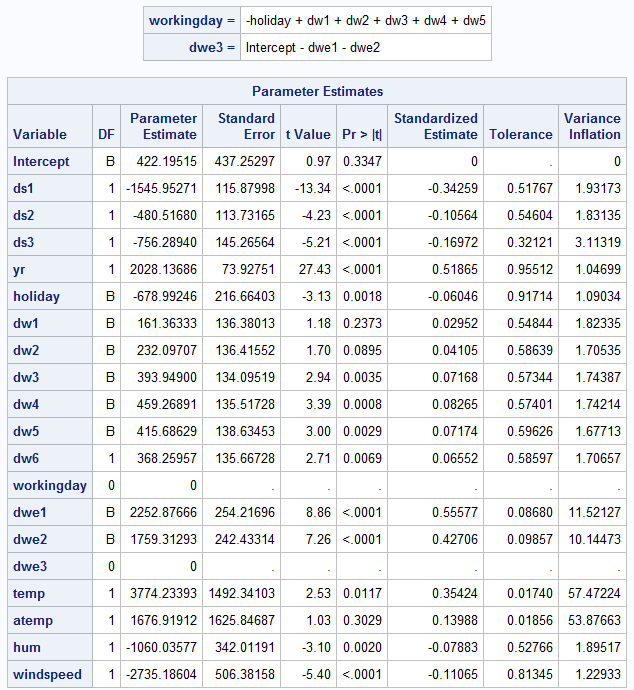 workingday = -holiday + dw1 + dw2 + dw3 + dw4 + dw5
dwe3 = Intercept - dwe1 - dwe2
Parameter Estimates
Variable DF Parameter Estimate Standard Error t Value Pr > |t| Standardized Estimate Tolerance Variance Inflation
Intercept B 422.19515 437.25297 0.97 0.3347 0 . 0
ds1 1 -1545.95271 115.87998 -13.34 <.0001 -0.34259 0.51767 1.93173
ds2 1 -480.51680 113.73165 -4.23 <.0001 -0.10564 0.54604 1.83135
ds3 1 -756.28940 145.26564 -5.21 <.0001 -0.16972 0.32121 3.11319
yr 1 2028.13686 73.92751 27.43 <.0001 0.51865 0.95512 1.04699
holiday B -678.99246 216.66403 -3.13 0.0018 -0.06046 0.91714 1.09034
dw1 B 161.36333 136.38013 1.18 0.2373 0.02952 0.54844 1.82335
dw2 B 232.09707 136.41552 1.70 0.0895 0.04105 0.58639 1.70535
dw3 B 393.94900 134.09519 2.94 0.0035 0.07168 0.57344 1.74387
dw4 B 459.26891 135.51728 3.39 0.0008 0.08265 0.57401 1.74214
dw5 B 415.68629 138.63453 3.00 0.0029 0.07174 0.59626 1.67713
dw6 1 368.25957 135.66728 2.71 0.0069 0.06552 0.58597 1.70657
workingday 0 0 . . . . . .
dwe1 B 2252.87666 254.21696 8.86 <.0001 0.55577 0.08680 11.52127
dwe2 B 1759.31293 242.43314 7.26 <.0001 0.42706 0.09857 10.14473
dwe3 0 0 . . . . . .
temp 1 3774.23393 1492.34103 2.53 0.0117 0.35424 0.01740 57.47224
atemp 1 1676.91912 1625.84687 1.03 0.3029 0.13988 0.01856 53.87663
hum 1 -1060.03577 342.01191 -3.10 0.0020 -0.07883 0.52766 1.89517
windspeed 1 -2735.18604 506.38158 -5.40 <.0001 -0.11065 0.81345 1.22933